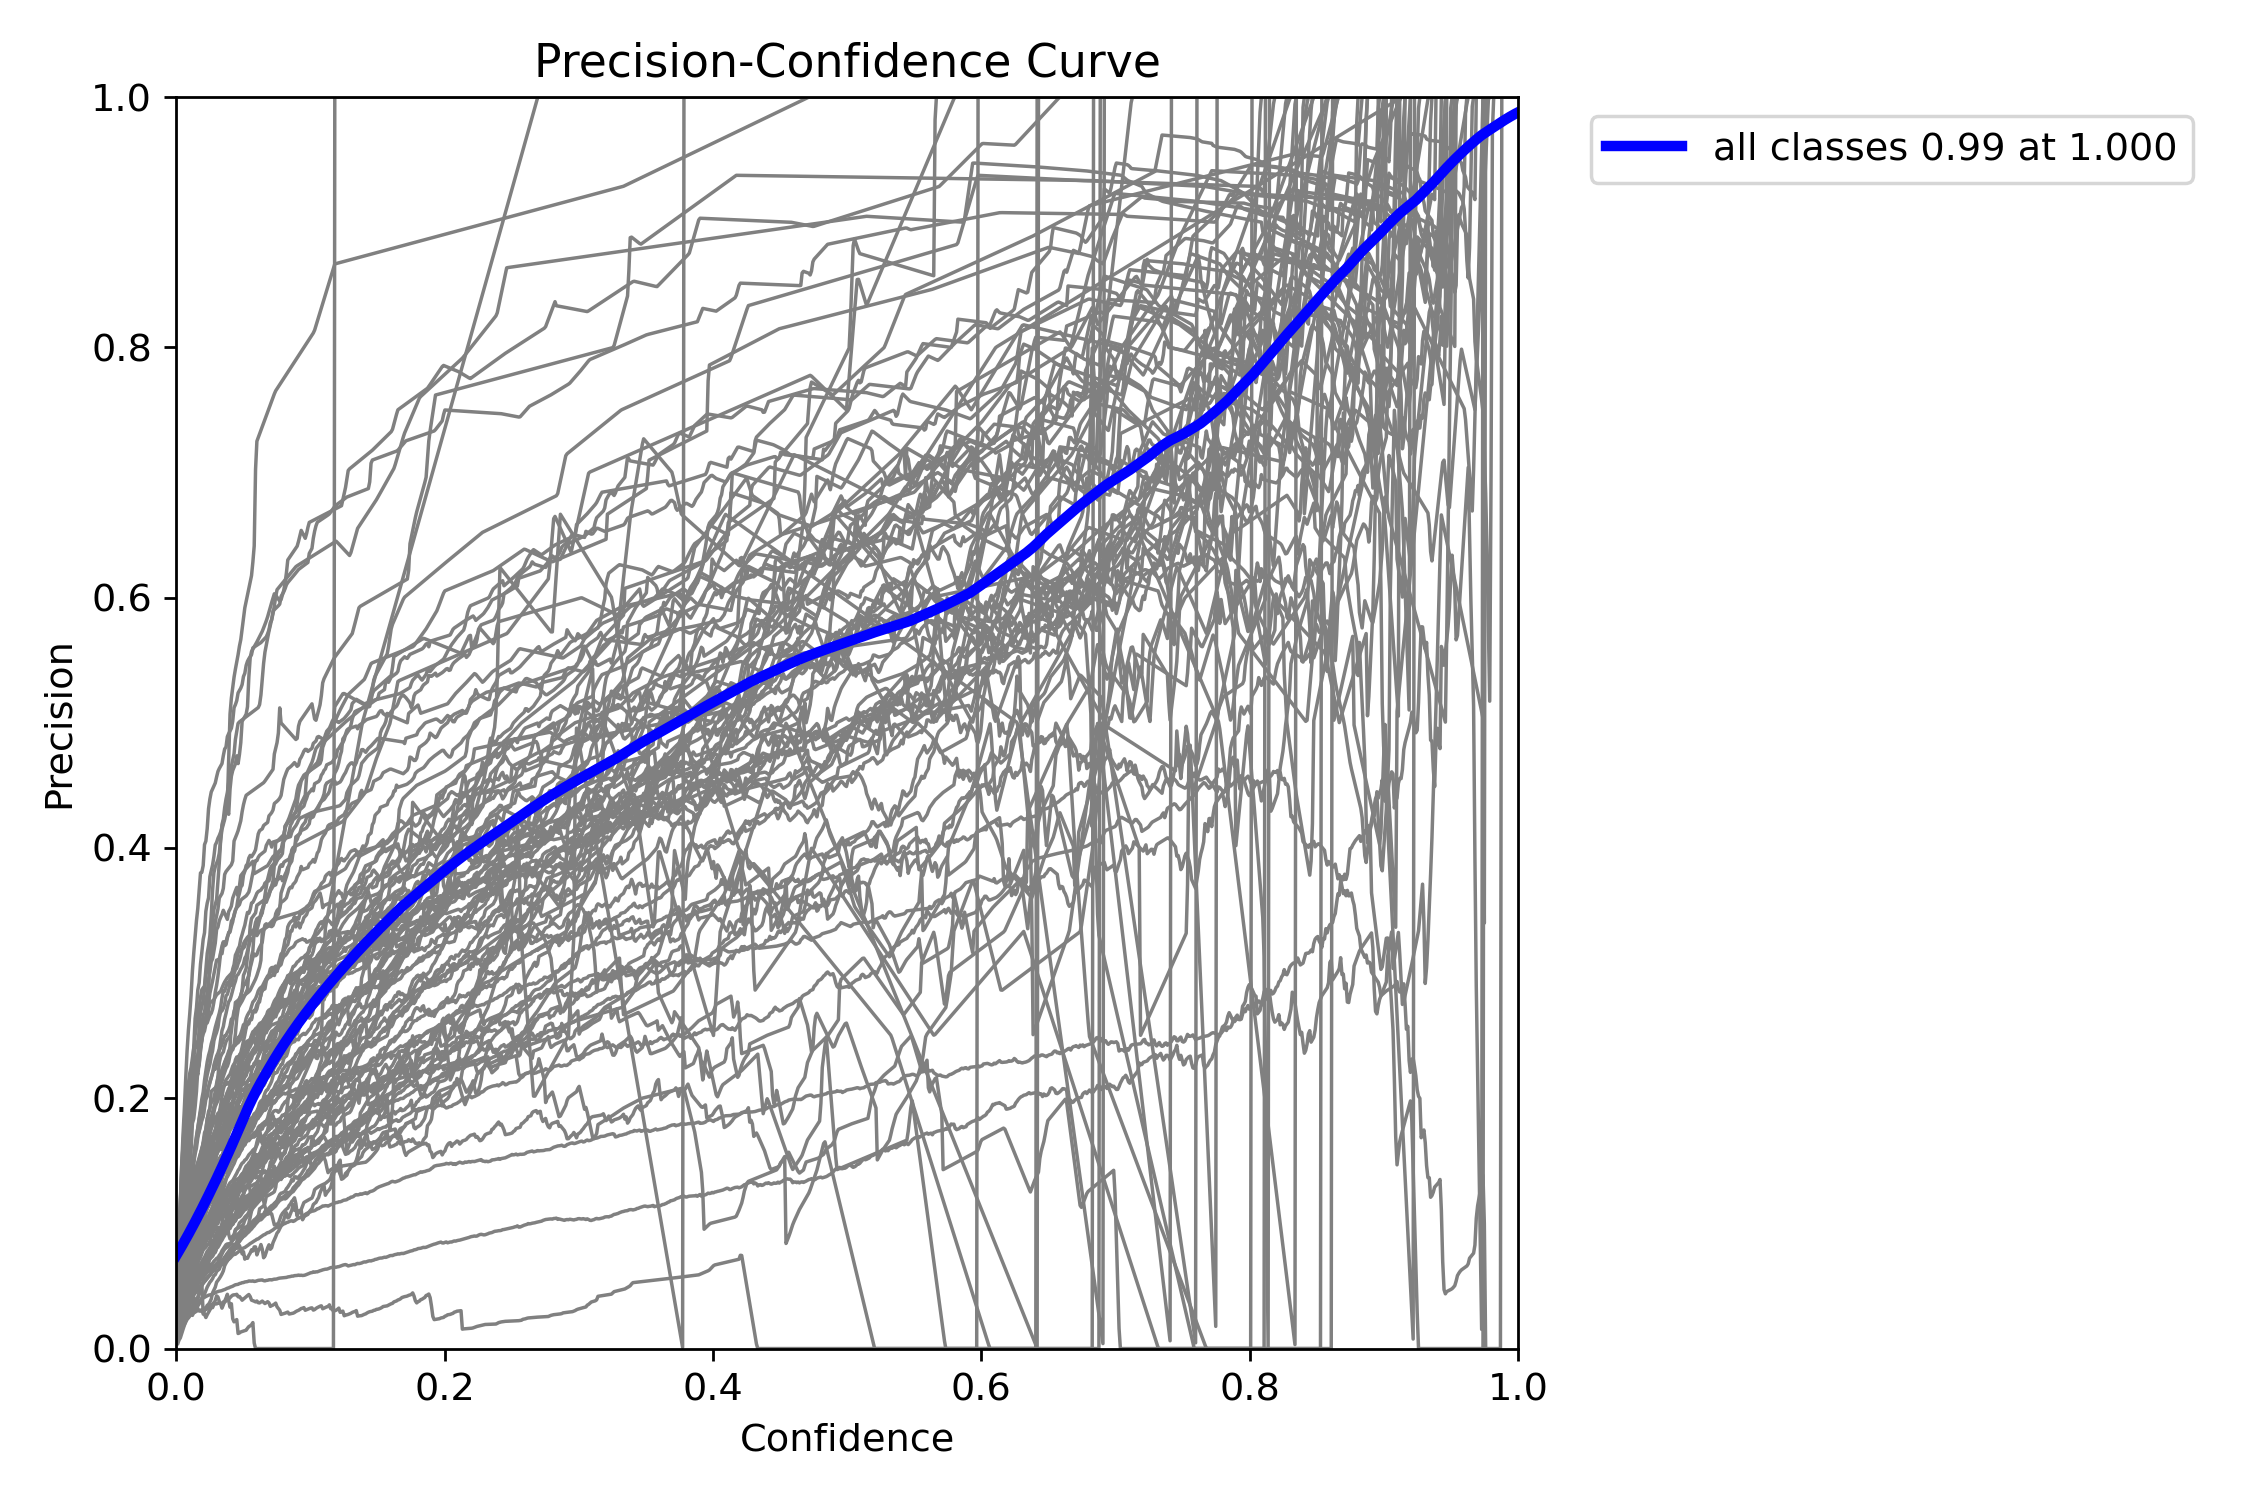 Precision-Confidence Curve
1.0
0.8
0.6
0.4
0.2
0.0
Precision
0.0 0.2 0.4 0.6 0.8 1.0
Confidence
all classes 0.99 at 1.000